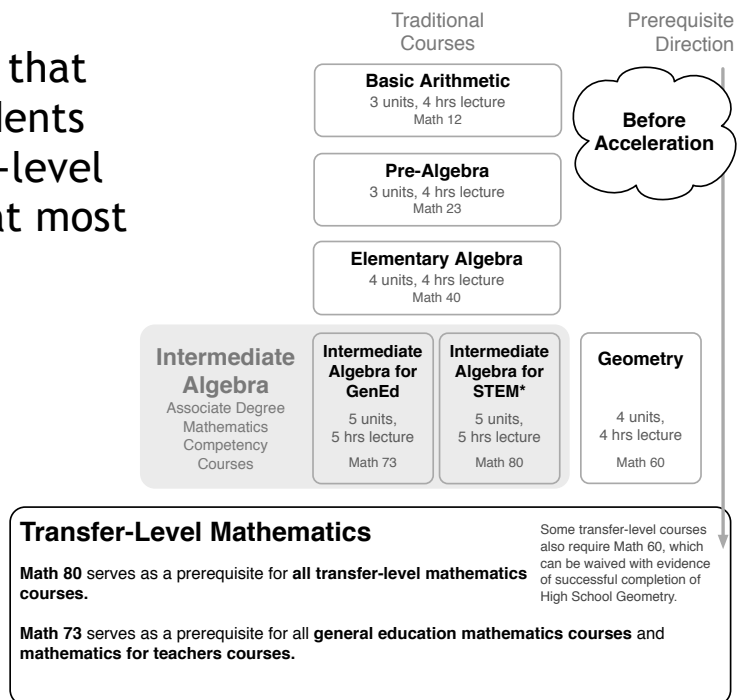 that
dents
-level
at most
Traditional
Courses
Prerequisite
Direction
Basic Arithmetic
3 units, 4 hrs lecture
Math 12
Before
Acceleration
Pre-Algebra
3 units, 4 hrs lecture
Math 23
Elementary Algebra
4 units, 4 hrs lecture
Math 40
Intermediate
Algebra
Associate Degree
Mathematics
Competency
Courses
Intermediate
Algebra for
GenEd
5 units,
5 hrs lecture
Math 73
Intermediate
Algebra for
STEM*
5 units,
5 hrs lecture
Math 80
Geometry
4 units,
4 hrs lecture
Math 60
Transfer-Level Mathematics
Math 80 serves as a prerequisite for all transfer-level mathematics
courses.
Math 73 serves as a prerequisite for all general education mathematics courses and
mathematics for teachers courses.
Some transfer-level courses
also require Math 60, which
can be waived with evidence
of successful completion of
High School Geometry.